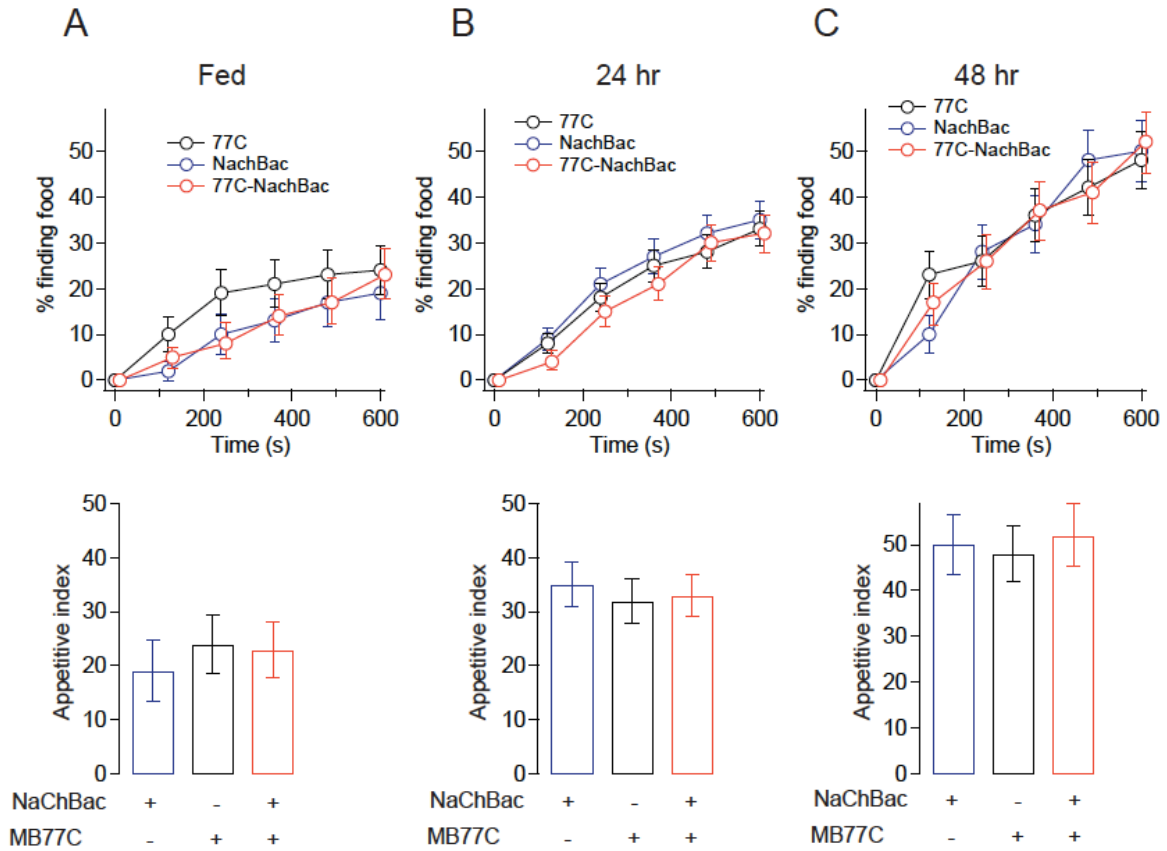 A
B
C
Fed
24 hr
48 hr
77C
NachBac
77C-NachBac
% finding food
50
40
30
20
10
0
0
200
400
600
Time (s)
77C
NachBac
77C-NachBac
% finding food
50
40
30
20
10
0
0
200
400
600
Time (s)
77C
NachBac
77C-NachBac
% finding food
50
40
30
20
10
0
0
200
400
600
Time (s)
Appetitive index
50
40
30
20
10
0
Appetitive index
50
40
30
20
10
0
Appetitive index
50
40
30
20
10
0
NaChBac + - +
MB77C - + +
NaChBac + - +
MB77C - + +
NaChBac + - +
MB77C - + +